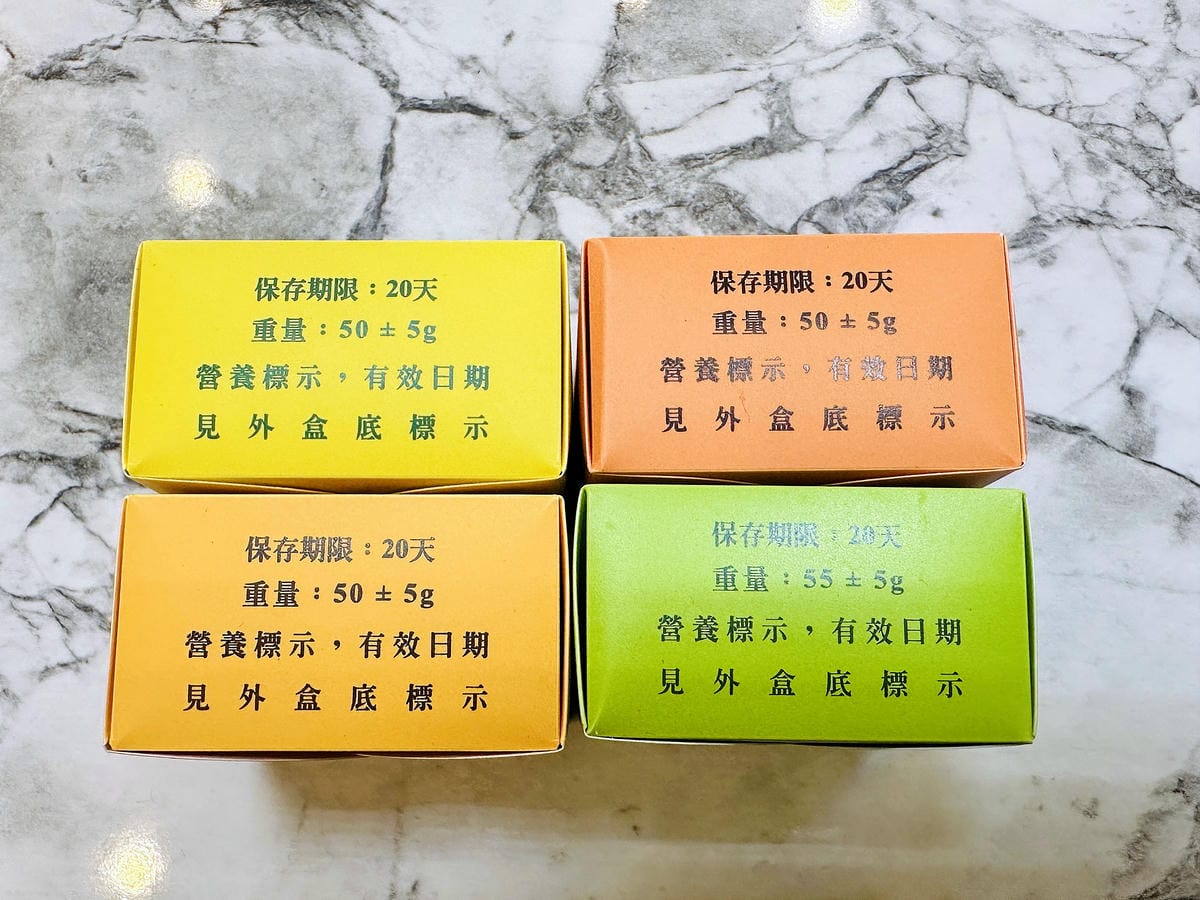 保存期限：20天
重量：50 ± 5g
營養標示，有效日期
見外盒底標示
保存期限：20天
重量：50 ± 5g
營養標示，有效日期
見外盒底標示
保存期限：20天
重量：50 ± 5g
營養標示，有效日期
見外盒底標示
保存期限：20天
重量：55 ± 5g
營養標示，有效日期
見外盒底標示